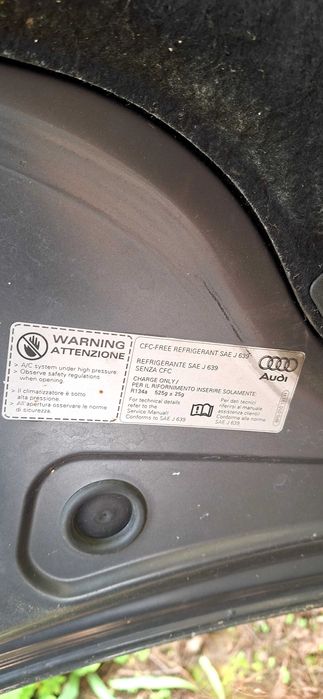 WARNING
ATTENZIONE
> A/C system under high pressure.
> Observe safety regulations
when opening.
> Il climatizzatore è sotto
alta pressione.
> All'apertura osservare le norme
di sicurezza.
CFC-FREE REFRIGERANT SAE J 639
REFRIGERANTE SAE J 639
SENZA CFC
CHARGE ONLY /
PER IL RIFORNIMENTO INSERIRE SOLAMENTE:
R134a 525g ± 25g
For technical details
refer to the
Service Manual!
Conforms to SAE J 639
Per dati tecnici
riferirsi al manuale
assistenza clienti!
Conforme alla norma
SAE J 639
Audi